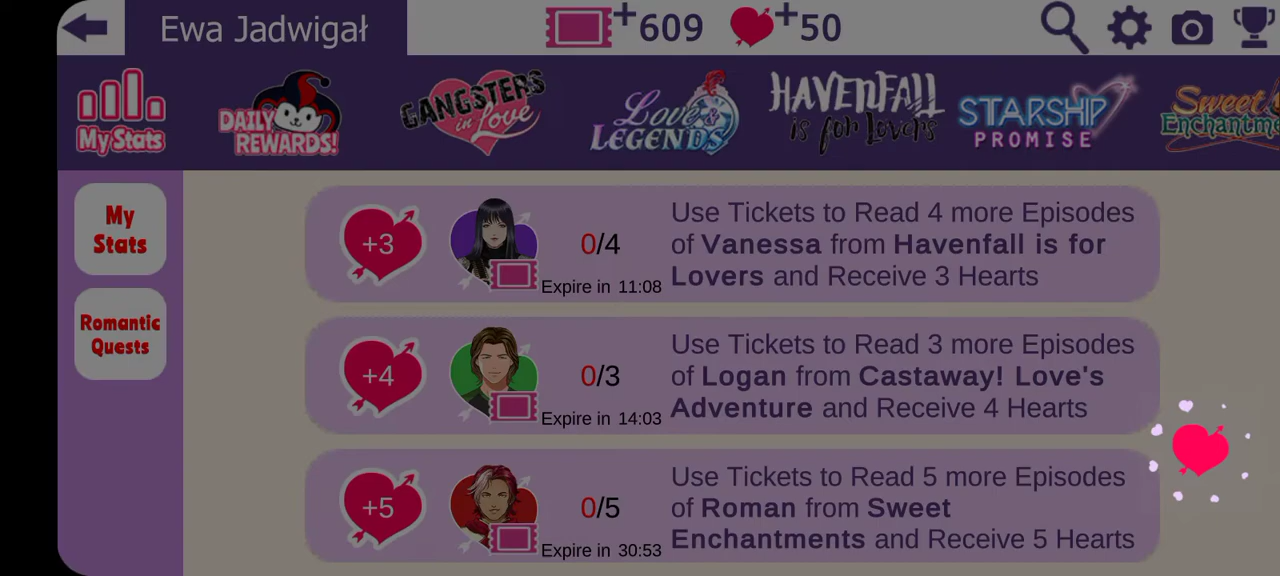 Ewa Jadwigał
+609
+50
My Stats
DAILY
REWARDS!
GANGSTERS
in Love
Love &
LEGENDS
HAVENFALL
is for Lovers
STARSHIP
PROMISE
Sweet
My
Stats
Romantic
Quests
+3
0/4
Expire in 11:08
Use Tickets to Read 4 more Episodes
of Vanessa from Havenfall is for
Lovers and Receive 3 Hearts
+4
0/3
Expire in 14:03
Use Tickets to Read 3 more Episodes
of Logan from Castaway! Love's
Adventure and Receive 4 Hearts
+5
0/5
Expire in 30:53
Use Tickets to Read 5 more Episodes
of Roman from Sweet
Enchantments and Receive 5 Hearts